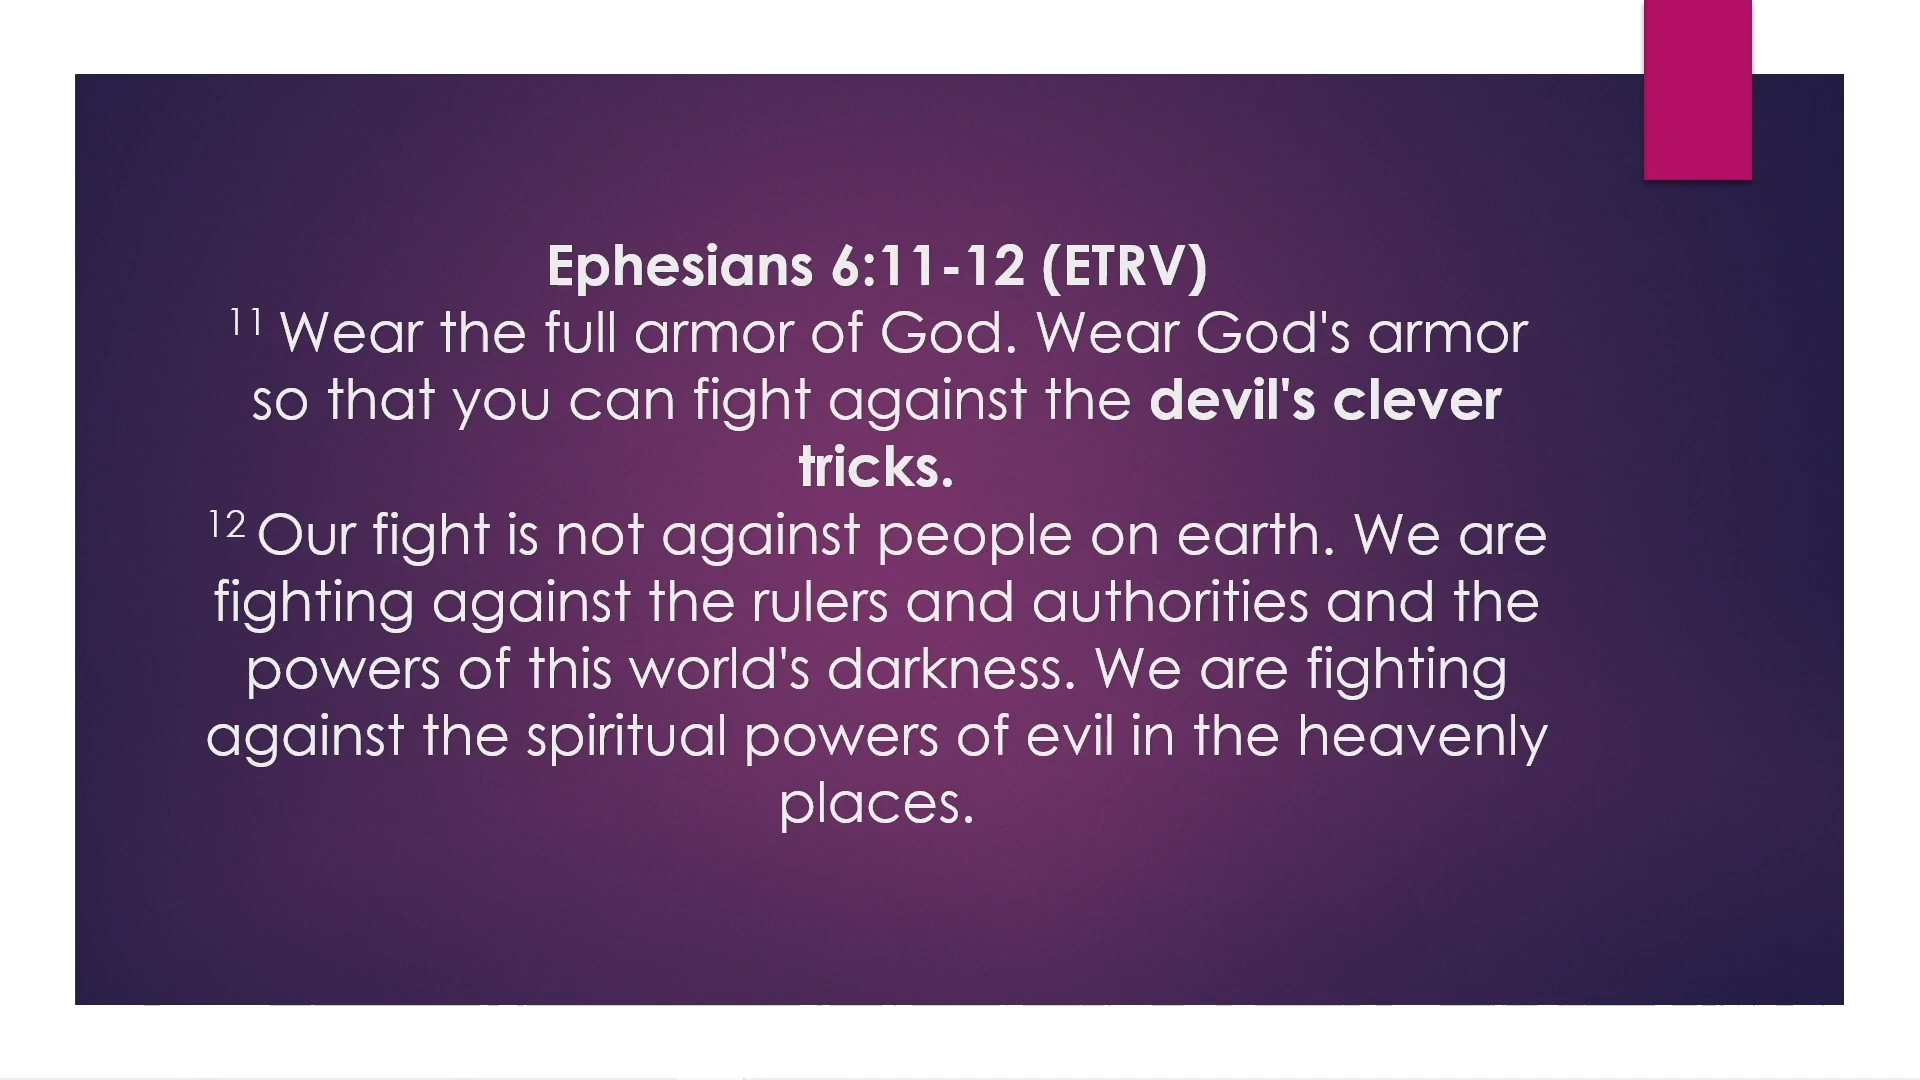 Ephesians 6:11-12 (ETRV)
11 Wear the full armor of God. Wear God's armor
so that you can fight against the devil's clever
tricks.
12 Our fight is not against people on earth. We are
fighting against the rulers and authorities and the
powers of this world's darkness. We are fighting
against the spiritual powers of evil in the heavenly
places.